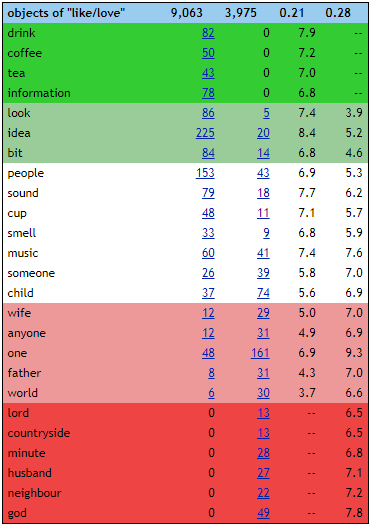 objects of "like/love" 9,063 3,975 0.21 0.28
drink 82 0 7.9 --
coffee 50 0 7.2 --
tea 43 0 7.0 --
information 78 0 6.8 --
look 86 5 7.4 3.9
idea 225 20 8.4 5.2
bit 84 14 6.8 4.6
people 153 43 6.9 5.3
sound 79 18 7.7 6.2
cup 48 11 7.1 5.7
smell 33 9 6.8 5.9
music 60 41 7.4 7.6
someone 26 39 5.8 7.0
child 37 74 5.6 6.9
wife 12 29 5.0 7.0
anyone 12 31 4.9 6.9
one 48 161 6.9 9.3
father 8 31 4.3 7.0
world 6 30 3.7 6.6
lord 0 13 -- 6.5
countryside 0 13 -- 6.5
minute 0 28 -- 6.8
husband 0 27 -- 7.1
neighbour 0 22 -- 7.2
god 0 49 -- 7.8